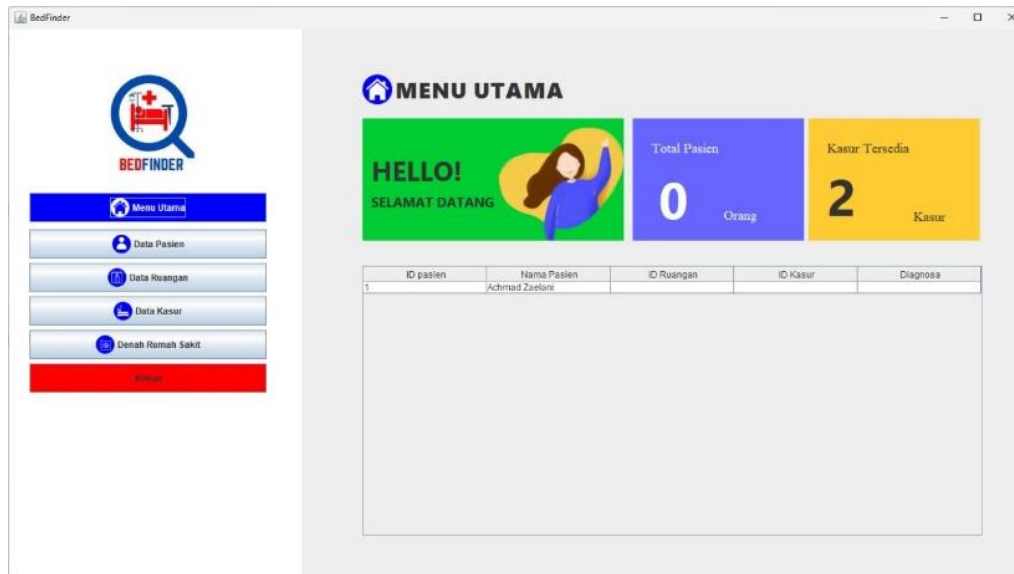 BedFinder
BEDFINDER
Menu Utama
Data Pasien
Data Ruangan
Data Kasur
Denah Rumah Sakit
Keluar
MENU UTAMA
HELLO!
SELAMAT DATANG
Total Pasien
0
Orang
Kasur Tersedia
2
Kasur
ID pasien Nama Pasien ID Ruangan ID Kasur Diagnosa
1 Achmad Zaelani